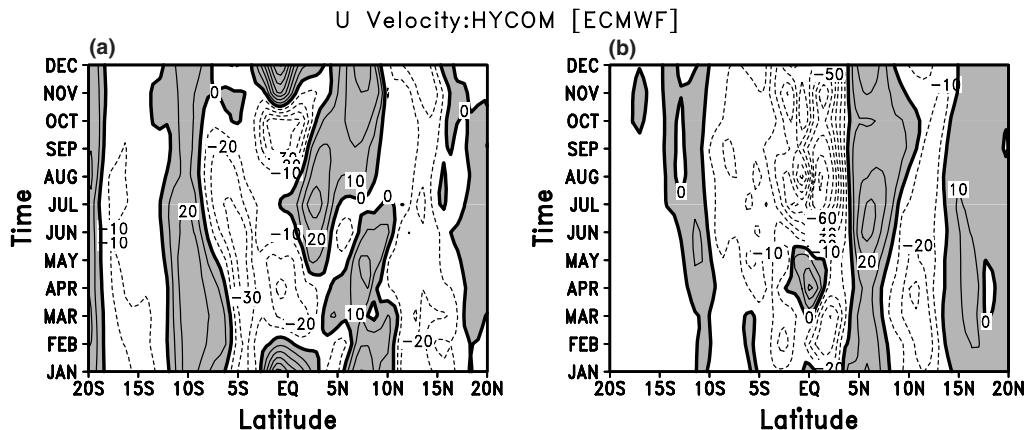 U Velocity:HYCOM [ECMWF]
(a) (b)
DEC DEC
NOV 0 -50 -10 NOV
OCT 0 0 OCT
SEP -20 SEP
-10
AUG 10 AUG
0 0 0 10
JUL 20 JUL
-10 -60
JUN -10 -10 20 -20 JUN
MAY -10 -10 20 MAY
APR -30 APR
MAR -20 10 0 0 MAR
FEB -20 FEB
JAN -20 JAN
20S 15S 10S 5S EQ 5N 10N 15N 20N 20S 15S 10S 5S EQ 5N 10N 15N 20N
Latitude Latitude
Time Time